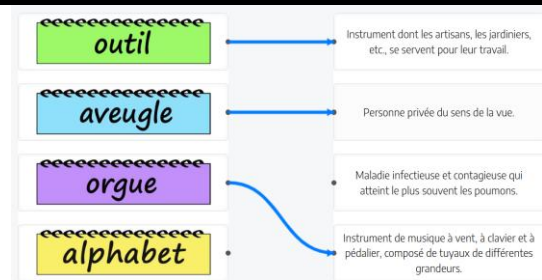 outil
Instrument dont les artisans, les jardiniers,
etc., se servent pour leur travail.
aveugle
Personne privée du sens de la vue.
orgue
Maladie infectieuse et contagieuse qui
atteint le plus souvent les poumons.
alphabet
Instrument de musique à vent, à clavier et à
pédalier, composé de tuyaux de différentes
grandeurs.